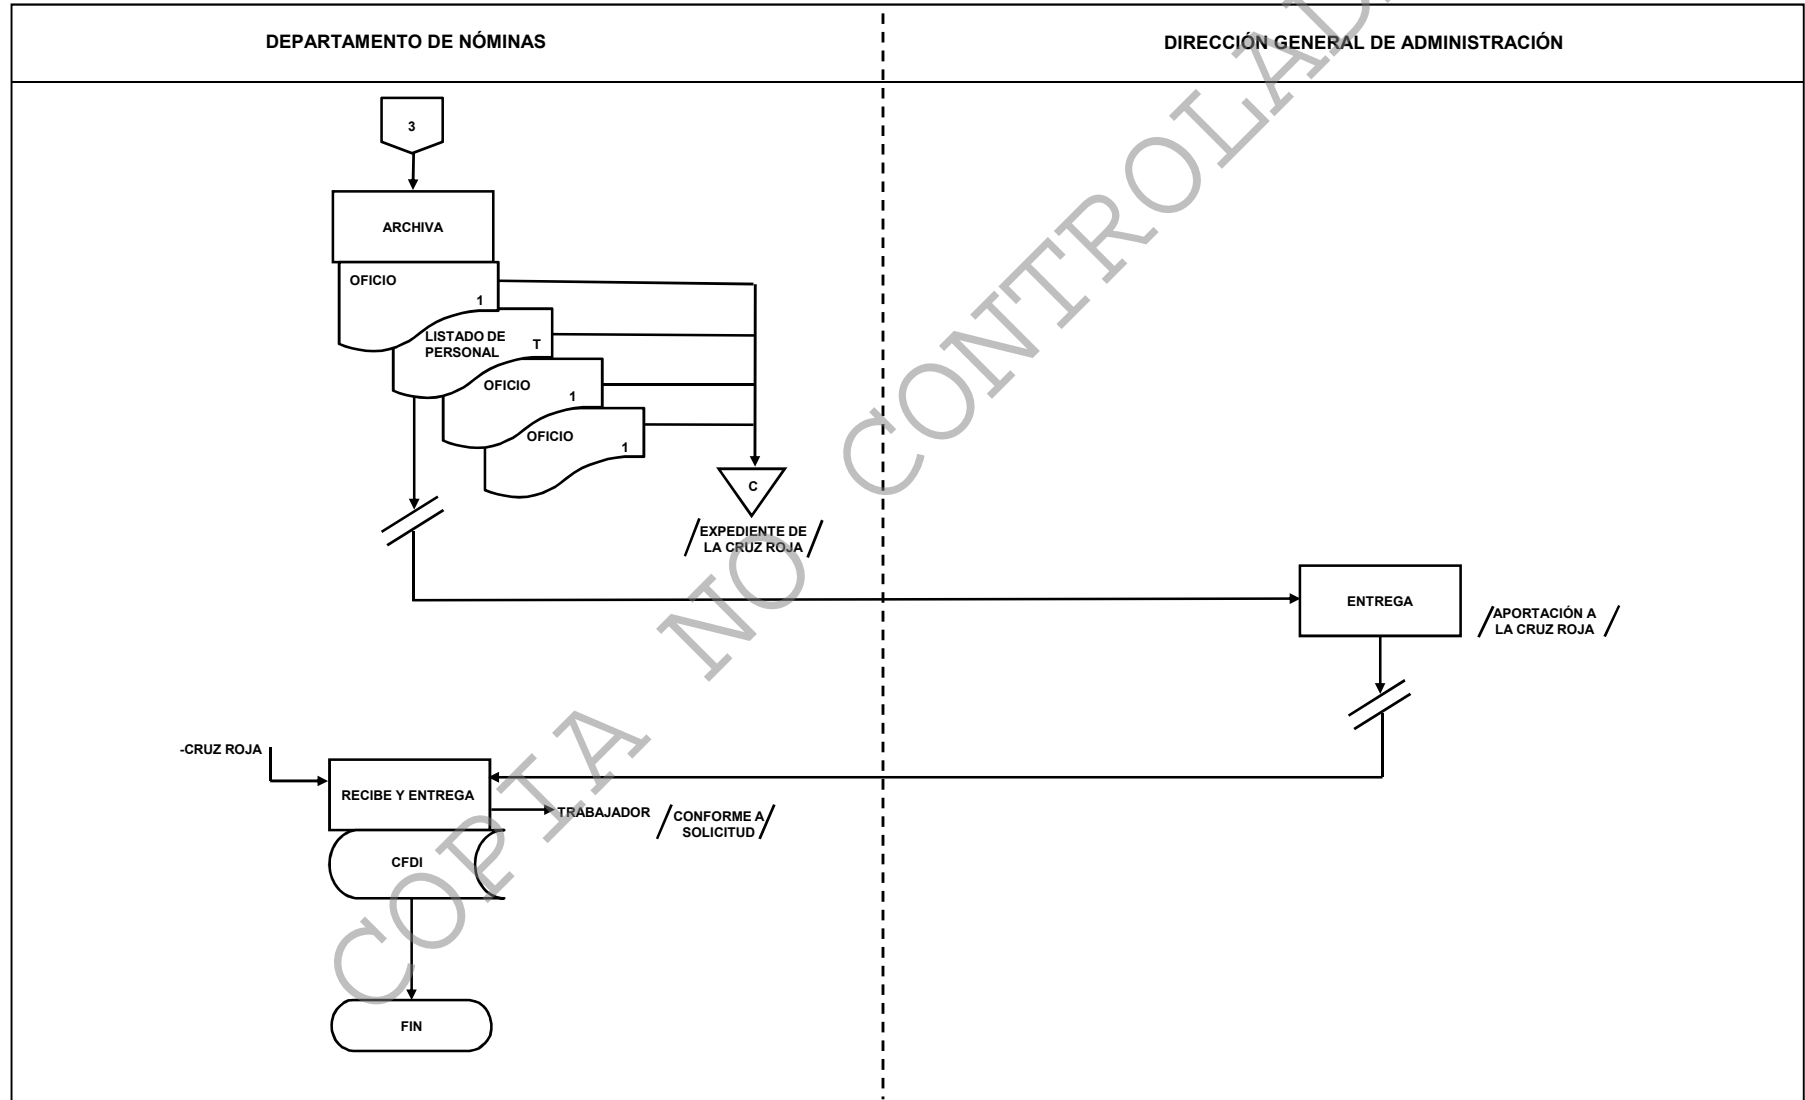 DEPARTAMENTO DE NÓMINAS
DIRECCIÓN GENERAL DE ADMINISTRACIÓN
3
ARCHIVA
OFICIO
1
LISTADO DE
PERSONAL T
OFICIO
1
OFICIO
1
C
/EXPEDIENTE DE /
LA CRUZ ROJA
ENTREGA
/APORTACIÓN A /
LA CRUZ ROJA
-CRUZ ROJA
RECIBE Y ENTREGA
TRABAJADOR
/CONFORME A /
SOLICITUD
CFDI
FIN
COPIA NO CONTROLAD